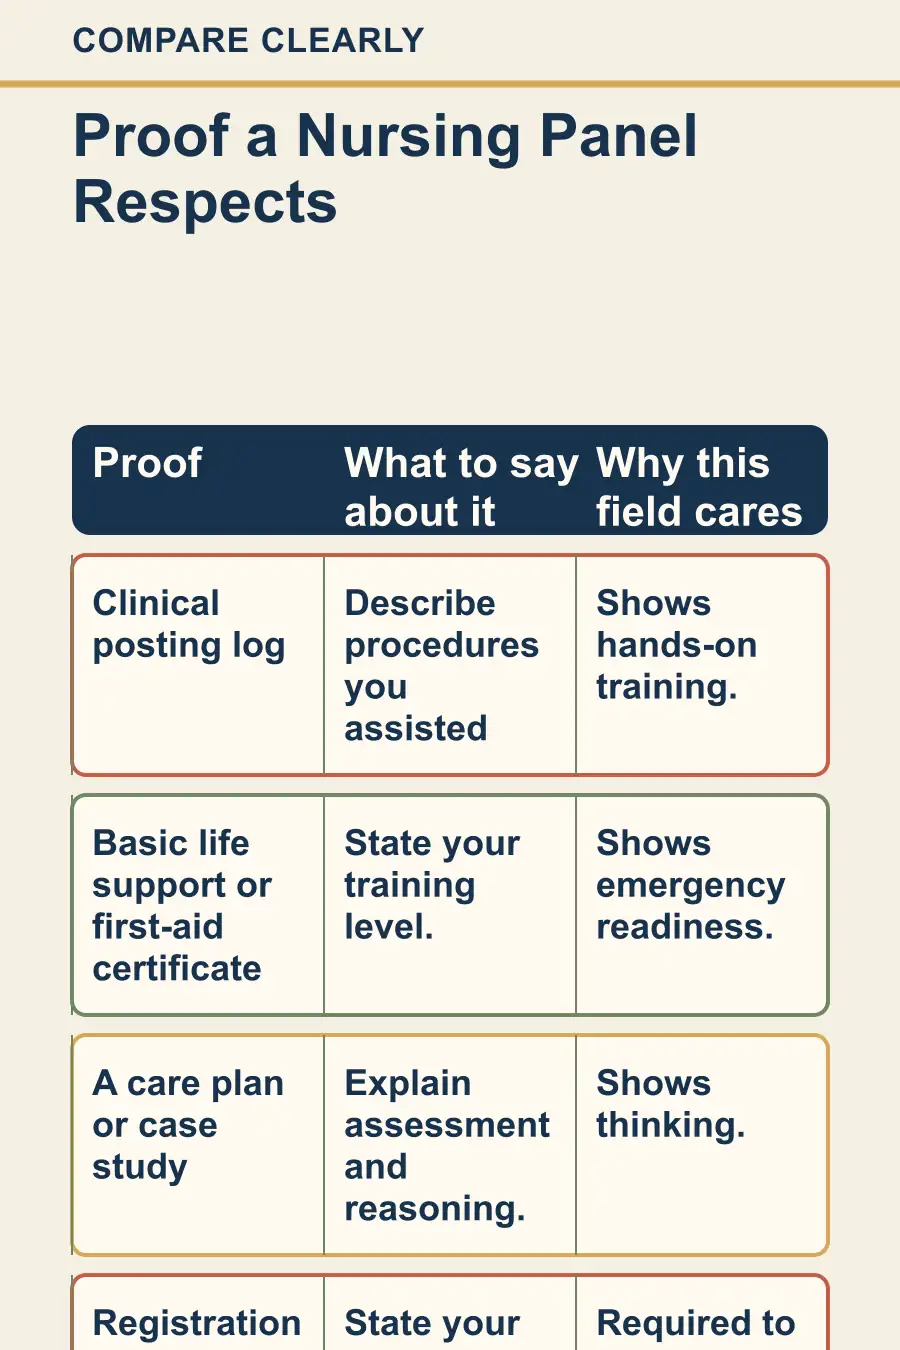 COMPARE CLEARLY
Proof a Nursing Panel
Respects
Proof
What to say
about it
Why this
field cares
Clinical
posting log
Describe
procedures
you
assisted
Shows
hands-on
training.
Basic life
support or
first-aid
certificate
State your
training
level.
Shows
emergency
readiness.
A care plan
or case
study
Explain
assessment
and
reasoning.
Shows
thinking.
Registration
State your
Required to